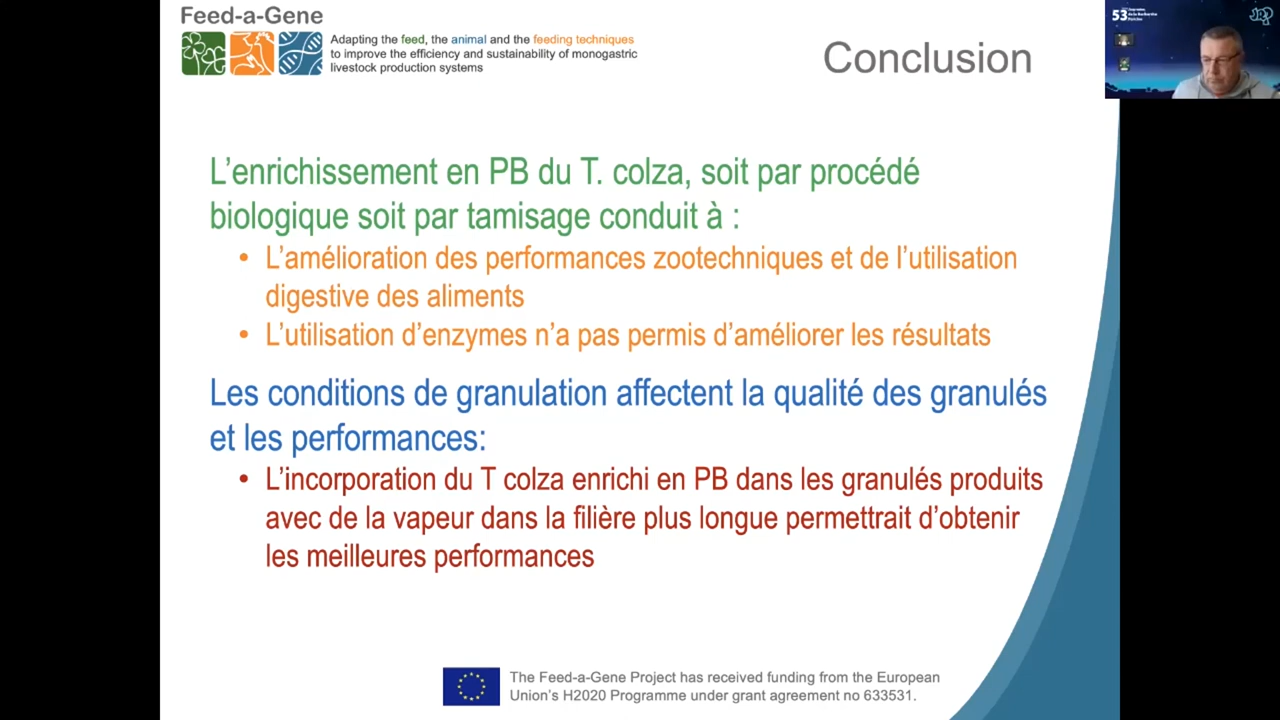 Feed-a-Gene
Adapting the feed, the animal and the feeding techniques
to improve the efficiency and sustainability of monogastric
livestock production systems
Conclusion
53
L'enrichissement en PB du T. colza, soit par procédé
biologique soit par tamisage conduit à :
• L'amélioration des performances zootechniques et de l'utilisation
digestive des aliments
• L'utilisation d'enzymes n'a pas permis d'améliorer les résultats
Les conditions de granulation affectent la qualité des granulés
et les performances:
• L'incorporation du T colza enrichi en PB dans les granulés produits
avec de la vapeur dans la filière plus longue permettrait d'obtenir
les meilleures performances
The Feed-a-Gene Project has received funding from the European
Union's H2020 Programme under grant agreement no 633531.